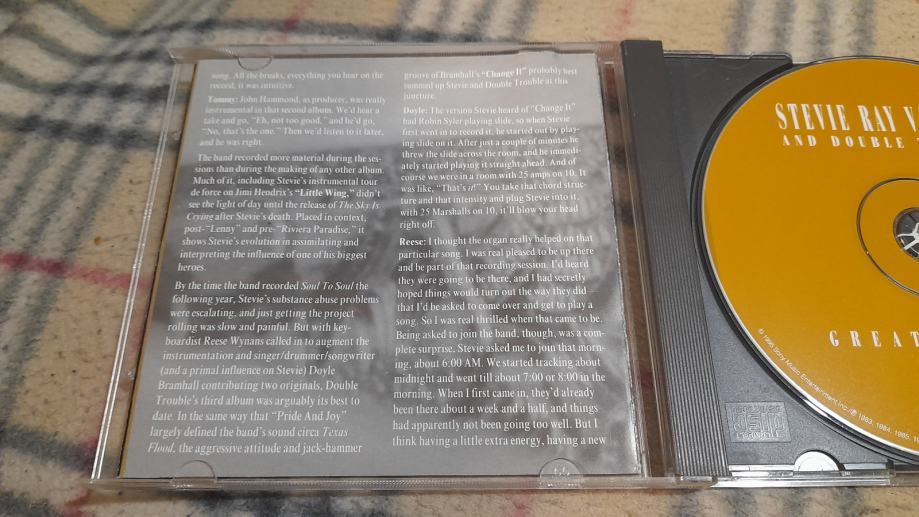 song. All the breaks, everything you hear on the
record; it was intuitive.
Tommy: John Hammond, as producer, was really
instrumental in that second album. We'd hear a
take and go, "Eh, not too good," and he'd go,
"No, that's the one." Then we'd listen to it later,
and he was right.
The band recorded more material during the ses-
sions than during the making of any other album.
Much of it, including Stevie's instrumental tour
de force on Jimi Hendrix's "Little Wing," didn't
see the light of day until the release of The Sky Is
Crying after Stevie's death. Placed in context,
post-"Lenny" and pre-"Riviera Paradise," it
shows Stevie's evolution in assimilating and
interpreting the influence of one of his biggest
heroes.
By the time the band recorded Soul To Soul the
following year, Stevie's substance abuse problems
were escalating, and just getting the project
rolling was slow and painful. But with key-
boardist Reese Wynans called in to augment the
instrumentation and singer/drummer/songwriter
(and a primal influence on Stevie) Doyle
Bramhall contributing two originals, Double
Trouble's third album was arguably its best to
date. In the same way that "Pride And Joy"
largely defined the band's sound circa Texas
Flood, the aggressive attitude and jack-hammer
groove of Bramhall's "Change It" probably best
summed up Stevie and Double Trouble at this
juncture.
Doyle: The version Stevie heard of "Change It"
had Robin Syler playing slide, so when Stevie
first went in to record it, he started out by play-
ing slide on it. After just a couple of minutes he
threw the slide across the room, and he immedi-
ately started playing it straight ahead. And of
course we were in a room with 25 amps on 10. It
was like, "That's it!" You take that chord struc-
ture and that intensity and plug Stevie into it,
with 25 Marshalls on 10, it'll blow your head
right off.
Reese: I thought the organ really helped on that
particular song. I was real pleased to be up there
and be part of that recording session. I'd heard
they were going to be there, and I had secretly
hoped things would turn out the way they did—
that I'd be asked to come over and get to play a
song. So I was real thrilled when that came to be.
Being asked to join the band, though, was a com-
plete surprise. Stevie asked me to join that morn-
ing, about 6:00 AM. We started tracking about
midnight and went till about 7:00 or 8:00 in the
morning. When I first came in, they'd already
been there about a week and a half, and things
had apparently not been going too well. But I
think having a little extra energy, having a new
STEVIE RAY V
AND DOUBLE
GREAT
© 1995 Sony Music Entertainment Inc./℗ 1983, 1984, 1985,
COMPACT
disc
DIGITAL AUDIO